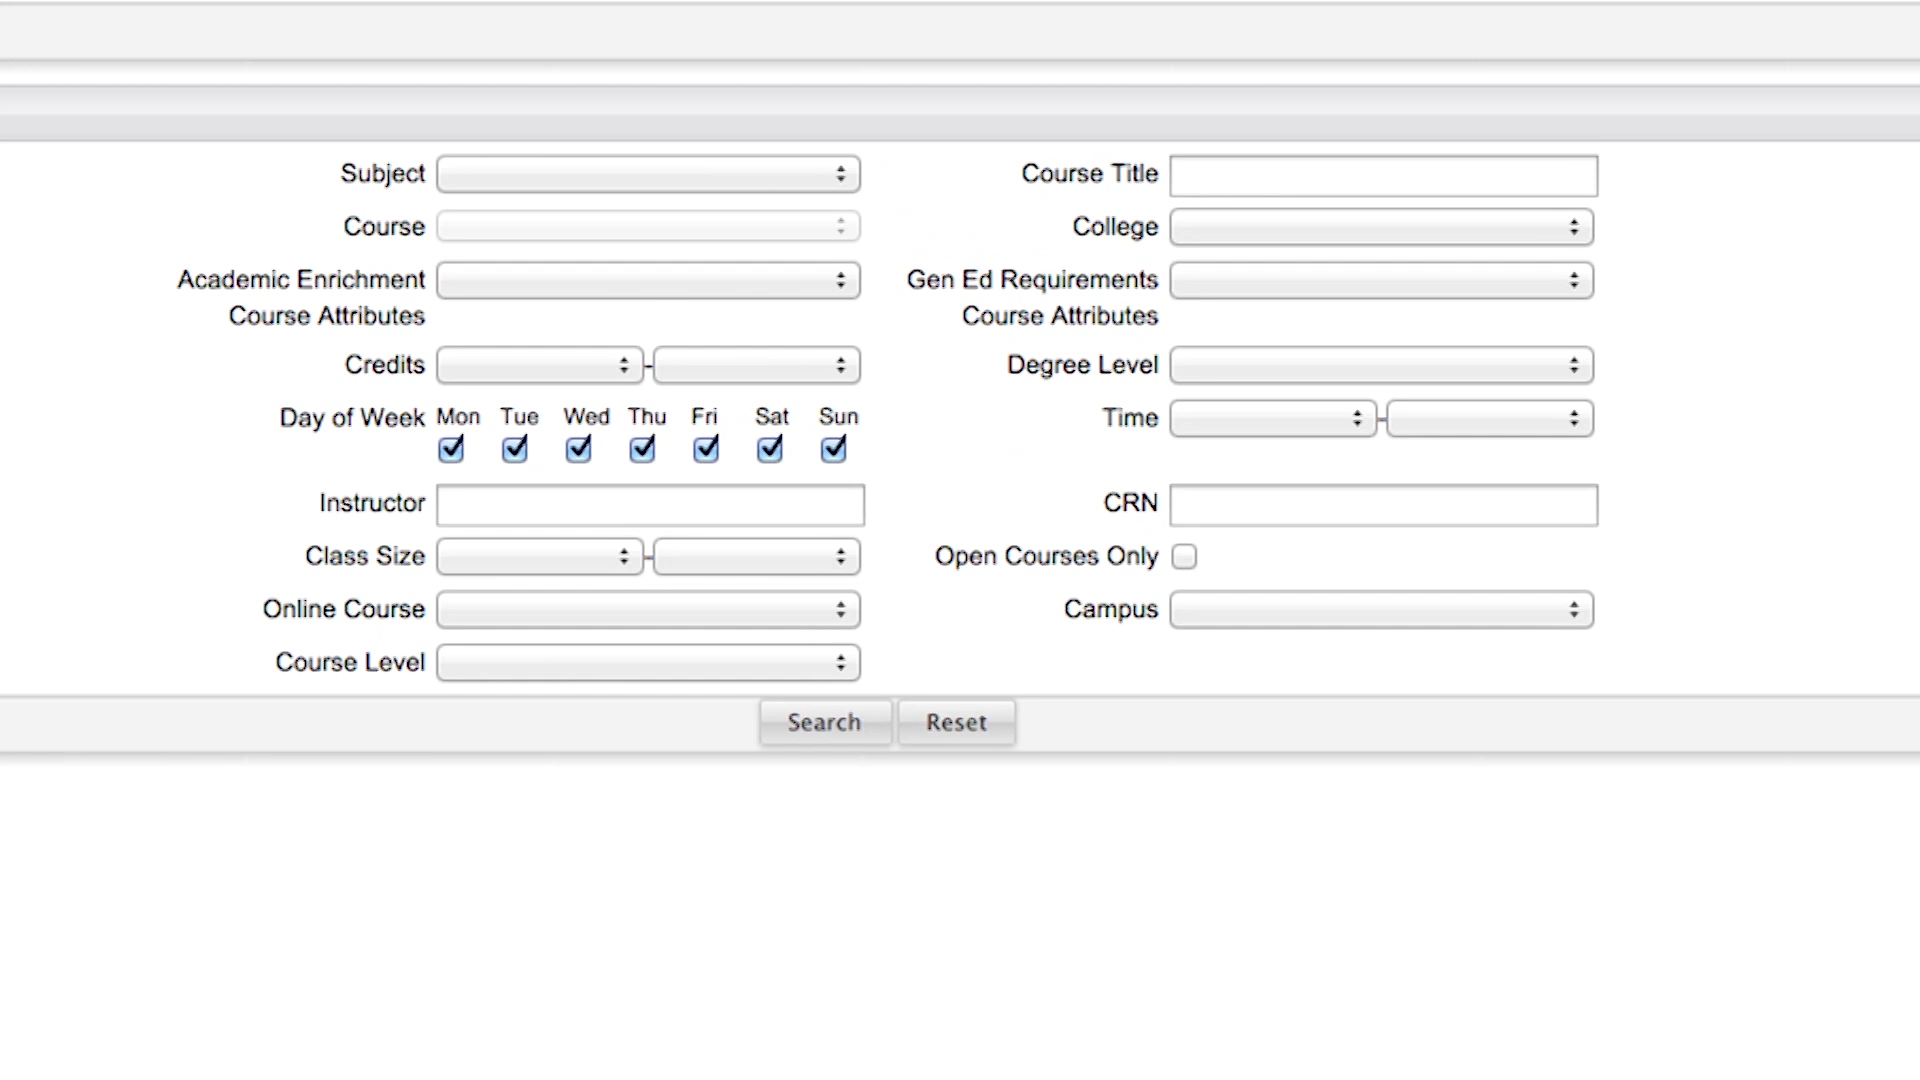 Subject
Course Title
Course
College
Academic Enrichment
Course Attributes
Gen Ed Requirements
Course Attributes
Credits -
Degree Level
Day of Week Mon Tue Wed Thu Fri Sat Sun
Time -
Instructor
CRN
Class Size -
Open Courses Only
Online Course
Campus
Course Level
Search Reset